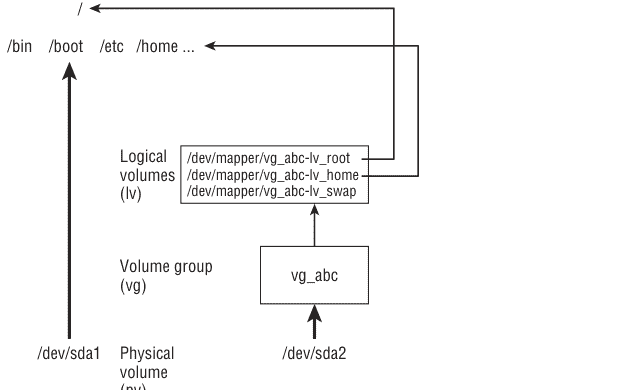 /
/bin /boot /etc /home ...
Logical
volumes
(lv)
/dev/mapper/vg_abc-lv_root
/dev/mapper/vg_abc-lv_home
/dev/mapper/vg_abc-lv_swap
Volume group
(vg)
vg_abc
/dev/sda1
Physical
volume
(pv)
/dev/sda2